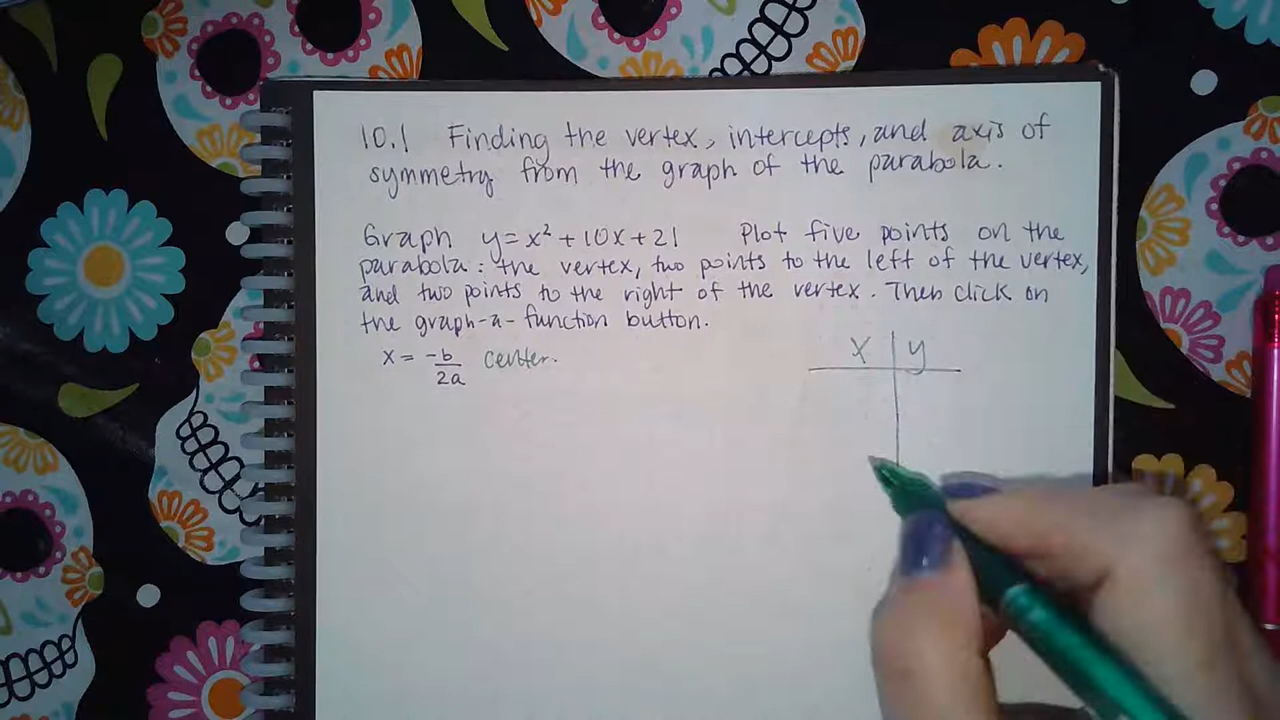 10.1 Finding the vertex, intercepts, and axis of
symmetry from the graph of the parabola.
Graph y=x²+10x+21 Plot five points on the
parabola: the vertex, two points to the left of the vertex,
and two points to the right of the vertex. Then click on
the graph-a-function button.
x = -b/2a center.
x y